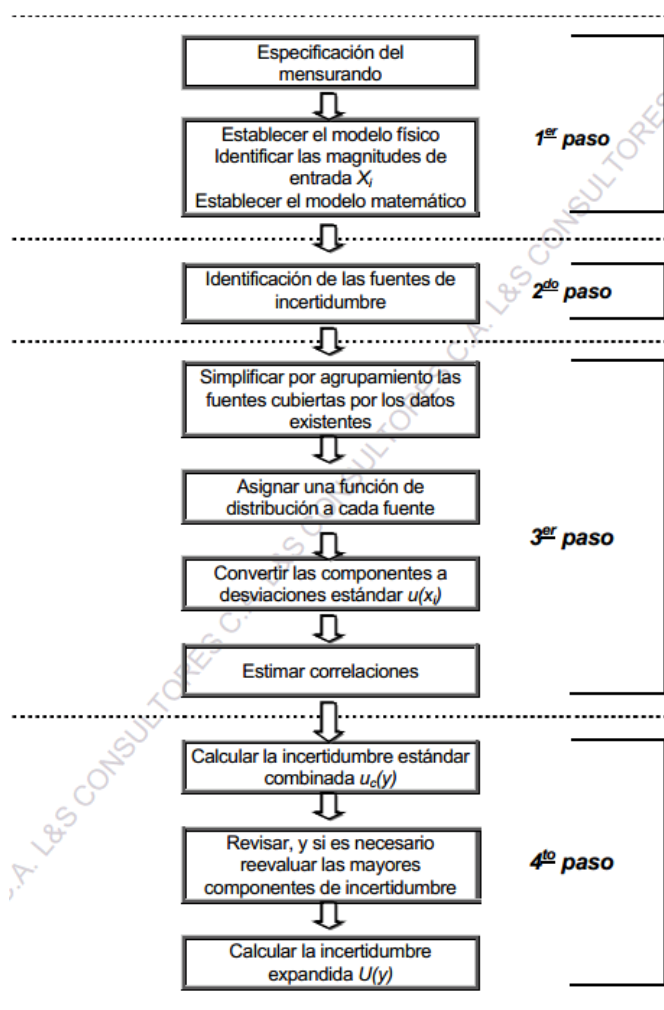 Especificación del
mensurando
Establecer el modelo físico
Identificar las magnitudes de
entrada Xi
Establecer el modelo matemático
1er paso
Identificación de las fuentes de
incertidumbre
2do paso
Simplificar por agrupamiento las
fuentes cubiertas por los datos
existentes
Asignar una función de
distribución a cada fuente
Convertir las componentes a
desviaciones estándar u(xi)
Estimar correlaciones
3er paso
Calcular la incertidumbre estándar
combinada uc(y)
Revisar, y si es necesario
reevaluar las mayores
componentes de incertidumbre
Calcular la incertidumbre
expandida U(y)
4to paso
C.A. L&S CONSULTORES C.A. L&S CONSULTORES C.A. L&S CONSULTORES